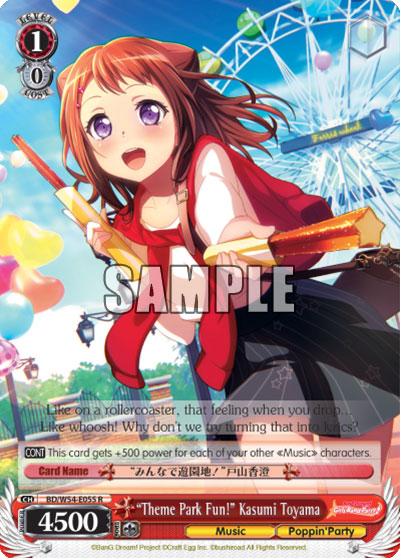 LEVEL
1
0
COST
Ferris wheel
SAMPLE
Like on a rollercoaster, that feeling when you drop...
Like whoosh! Why don't we try turning that into lyrics?
CONT This card gets +500 power for each of your other «Music» characters.
Card Name
“みんなで遊園地!”戸山香澄
CH BD/W54-E055 R
4500
“Theme Park Fun!” Kasumi Toyama
Music
Poppin'Party
©BanG Dream! Project ©Craft Egg Inc. ©bushiroad All Rights Reserved.